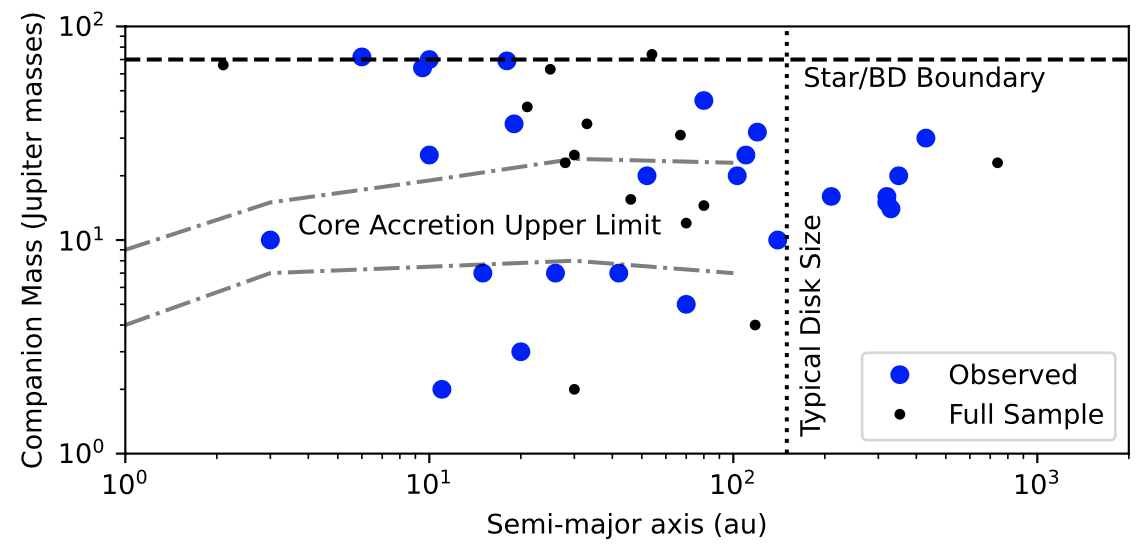 10²
Star/BD Boundary
Core Accretion Upper Limit
10¹
Companion Mass (Jupiter masses)
Typical Disk Size
Observed
Full Sample
10⁰
10⁰ 10¹ 10² 10³
Semi-major axis (au)